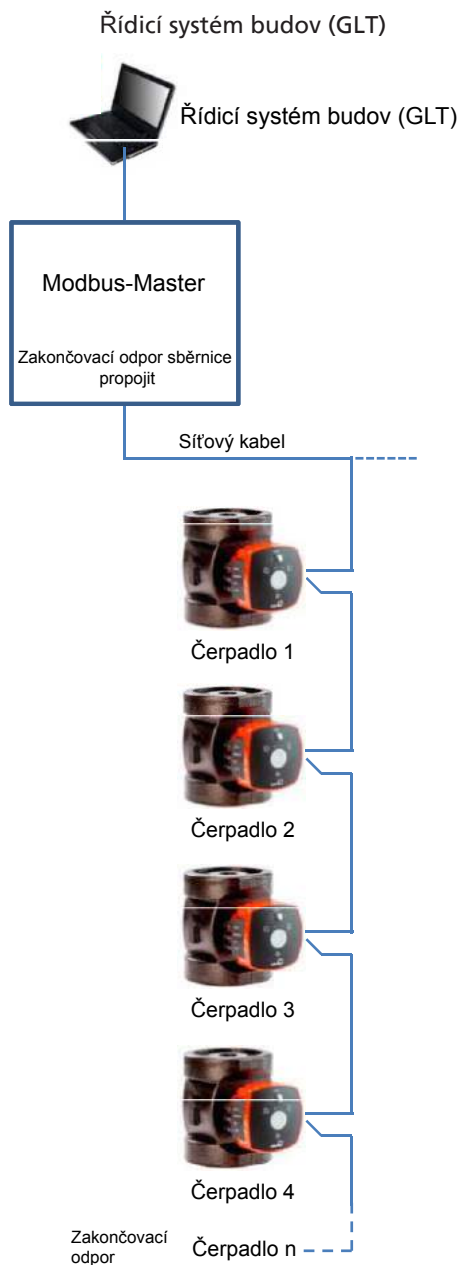 Řídicí systém budov (GLT)
Řídicí systém budov (GLT)
Modbus-Master
Zakončovací odpor sběrnice
propojit
Síťový kabel
Čerpadlo 1
Čerpadlo 2
Čerpadlo 3
Čerpadlo 4
Zakončovací
odpor
Čerpadlo n